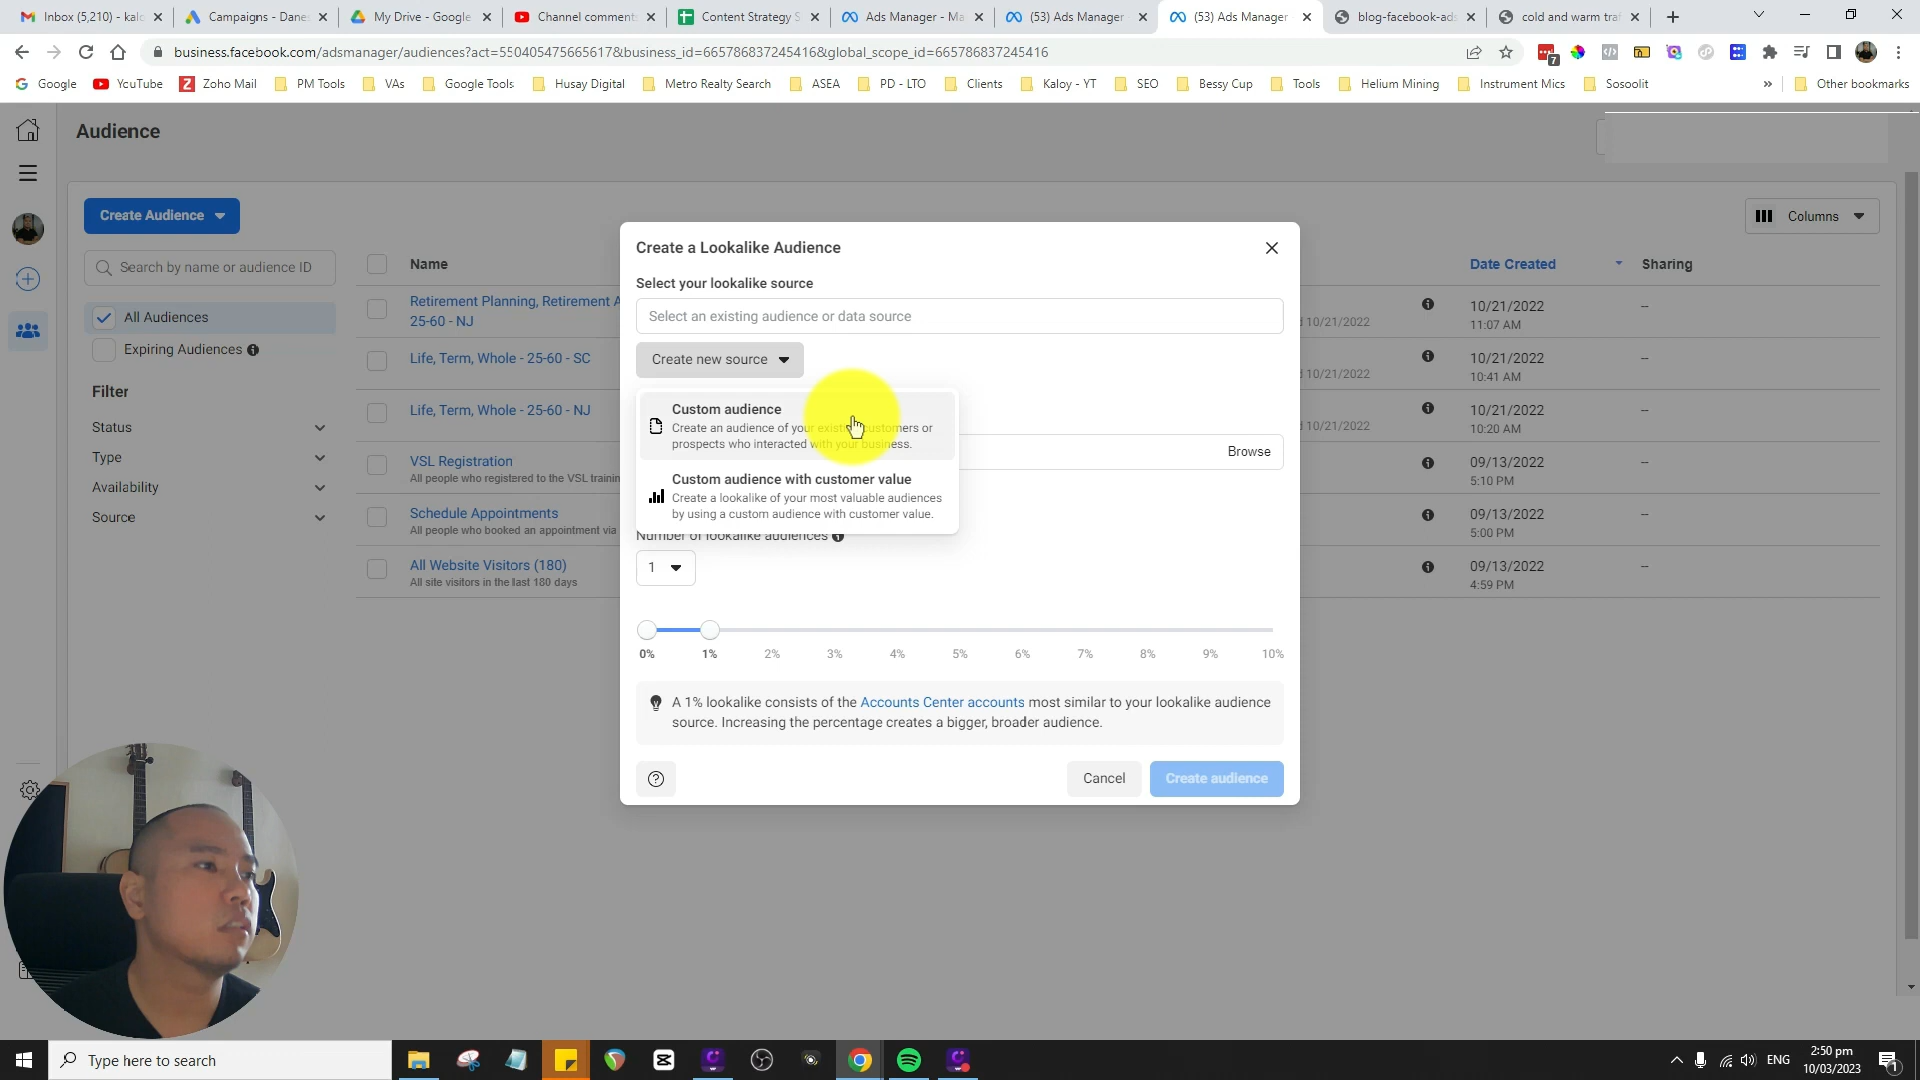 Inbox (5,210) - kalo
Campaigns - Danes
My Drive - Google
Channel comments
Content Strategy S
Ads Manager - Ma
(53) Ads Manager
(53) Ads Manager
blog-facebook-ads
cold and warm traf
business.facebook.com/adsmanager/audiences?act=550405475665617&business_id=665786837245416&global_scope_id=665786837245416
7
Google
YouTube
Zoho Mail
PM Tools
VAs
Google Tools
Husay Digital
Metro Realty Search
ASEA
PD - LTO
Clients
Kaloy - YT
SEO
Bessy Cup
Tools
Helium Mining
Instrument Mics
Sosoolit
»
Other bookmarks
Audience
Create Audience
Columns
Search by name or audience ID
All Audiences
Expiring Audiences
Filter
Status
Type
Availability
Source
Name
Date Created
Sharing
Retirement Planning, Retirement A
25-60 - NJ
10/21/2022
10/21/2022
11:07 AM
--
Life, Term, Whole - 25-60 - SC
10/21/2022
10/21/2022
10:41 AM
--
Life, Term, Whole - 25-60 - NJ
10/21/2022
10/21/2022
10:20 AM
--
VSL Registration
All people who registered to the VSL trainin
09/13/2022
5:10 PM
--
Schedule Appointments
All people who booked an appointment via
09/13/2022
5:00 PM
--
All Website Visitors (180)
All site visitors in the last 180 days
09/13/2022
4:59 PM
--
Create a Lookalike Audience
Select your lookalike source
Select an existing audience or data source
Create new source
Custom audience
Create an audience of your existing customers or
prospects who interacted with your business.
Browse
Custom audience with customer value
Create a lookalike of your most valuable audiences
by using a custom audience with customer value.
Number of lookalike audiences
1
0%
1%
2%
3%
4%
5%
6%
7%
8%
9%
10%
A 1% lookalike consists of the Accounts Center accounts most similar to your lookalike audience
source. Increasing the percentage creates a bigger, broader audience.
Cancel
Create audience
Type here to search
ENG
2:50 pm
10/03/2023
1